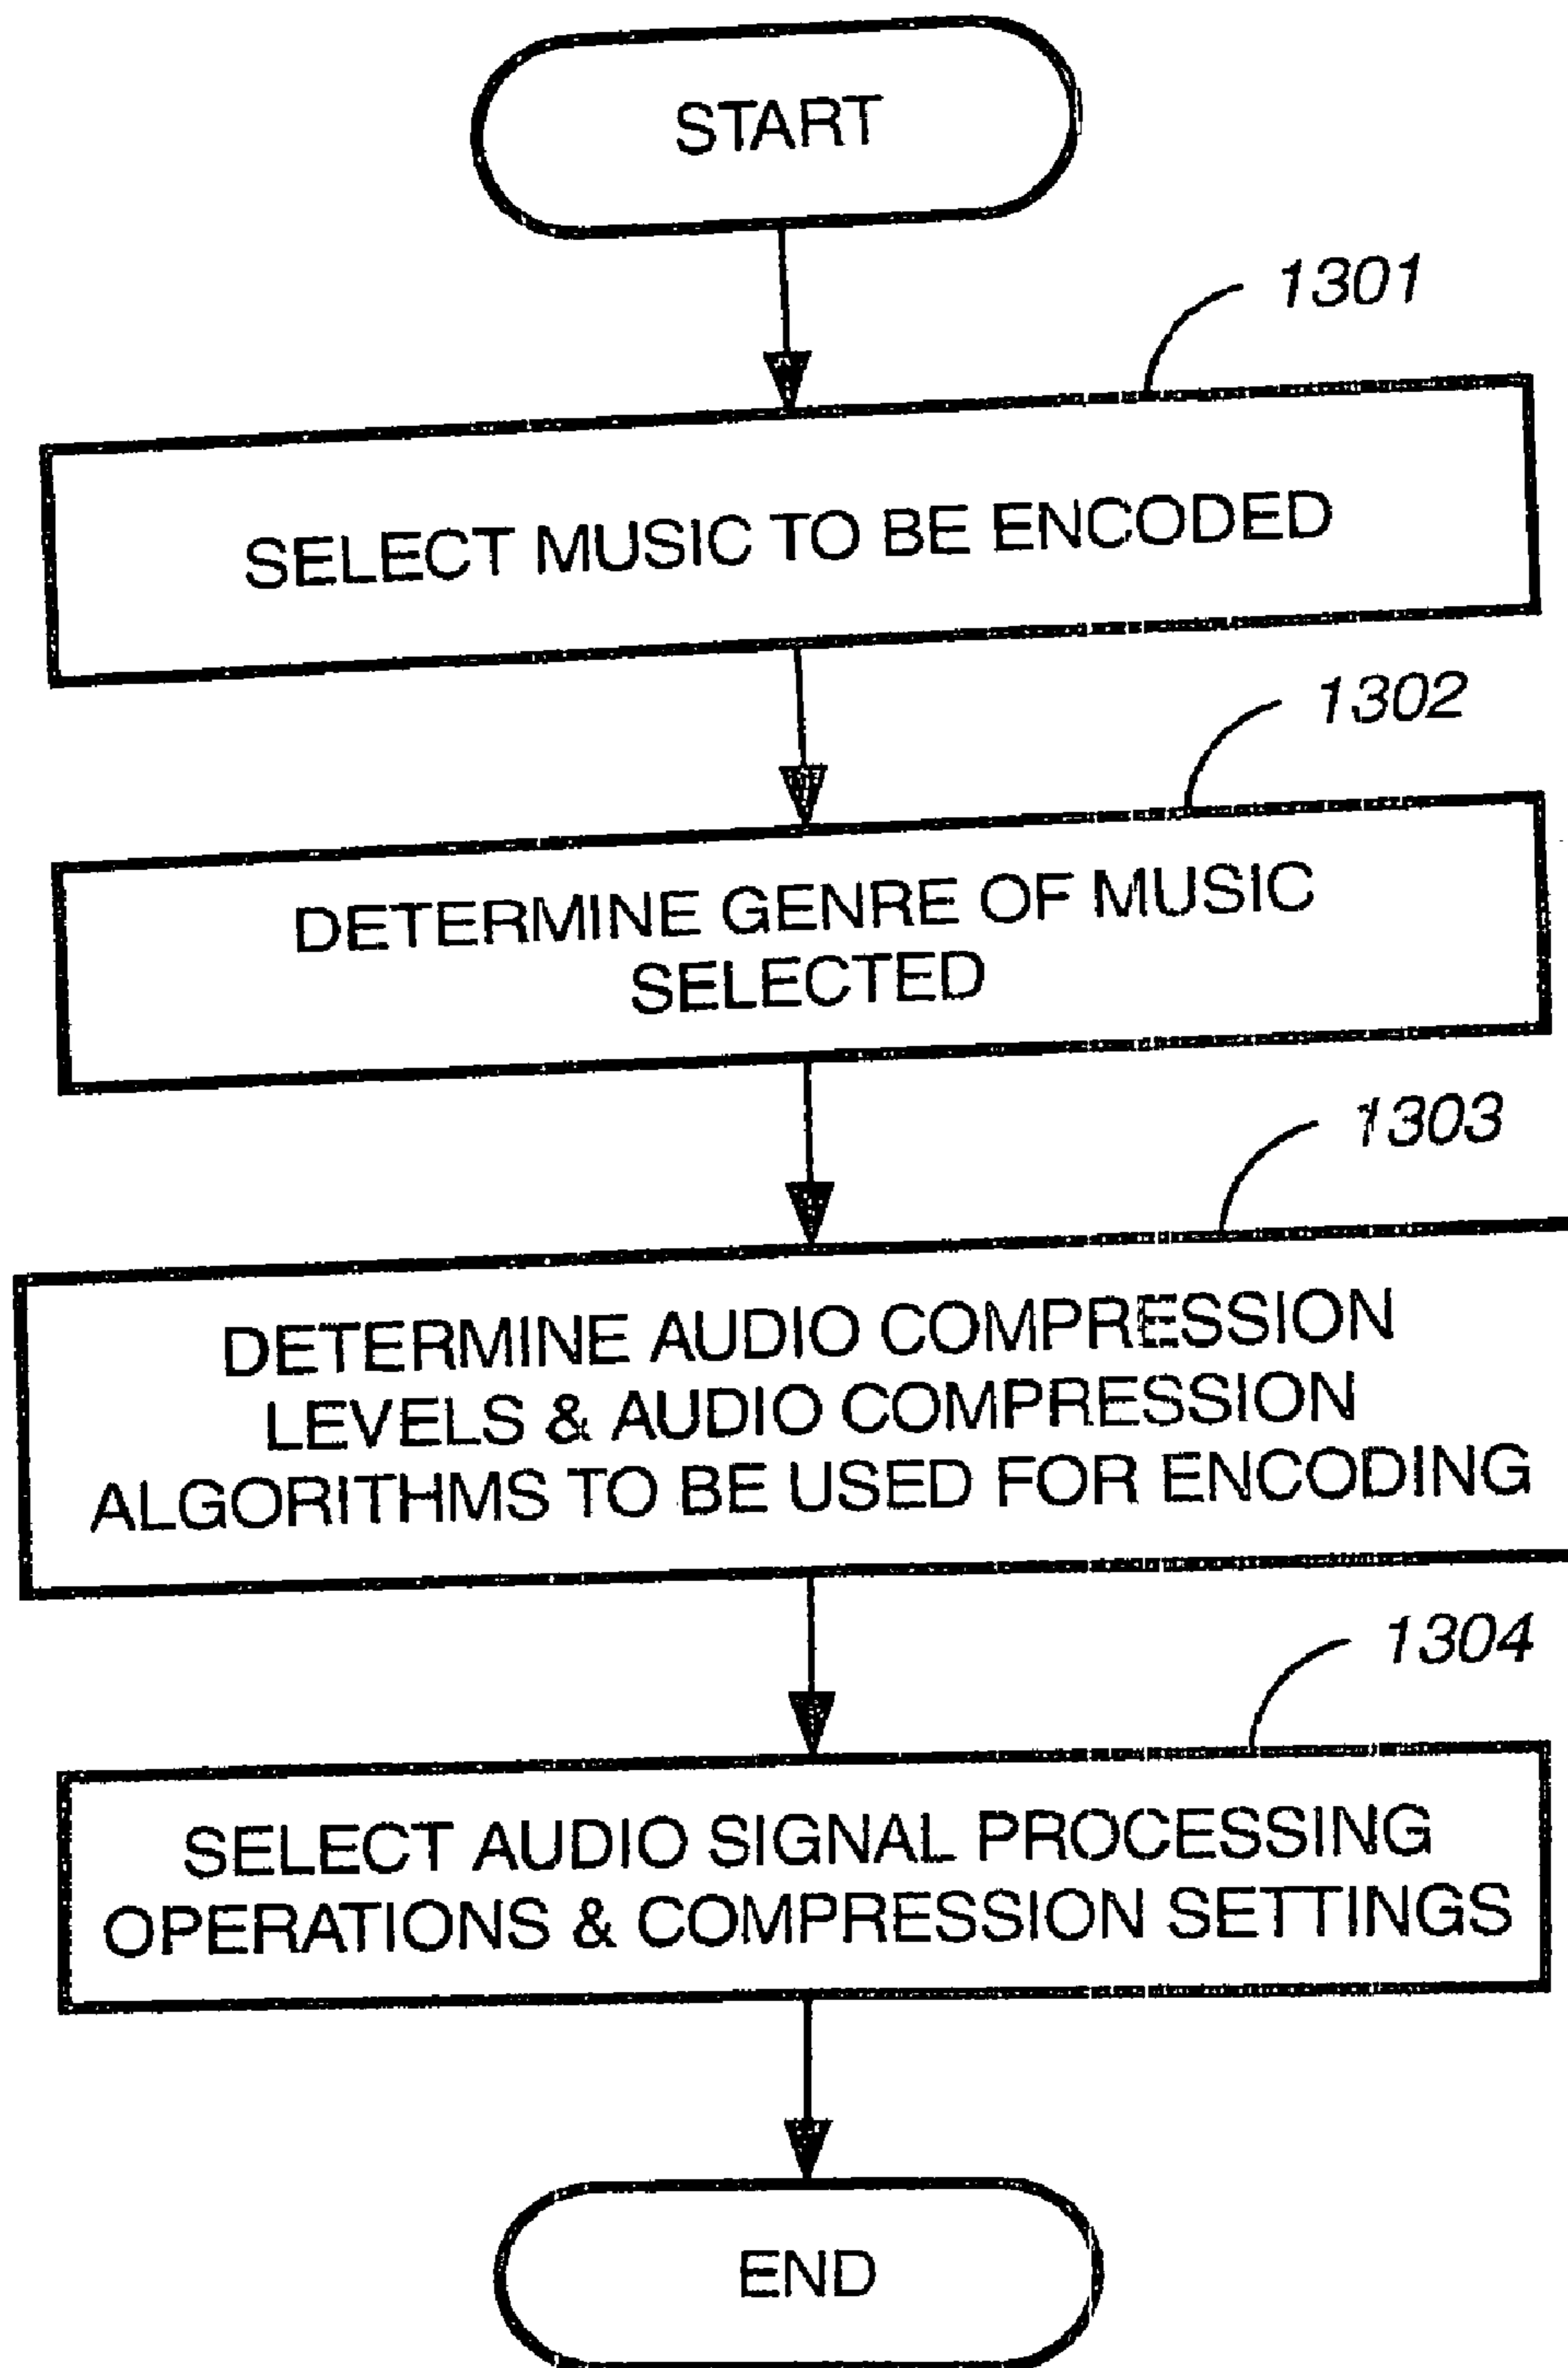 START
1301
SELECT MUSIC TO BE ENCODED
1302
DETERMINE GENRE OF MUSIC
SELECTED
1303
DETERMINE AUDIO COMPRESSION
LEVELS & AUDIO COMPRESSION
ALGORITHMS TO BE USED FOR ENCODING
1304
SELECT AUDIO SIGNAL PROCESSING
OPERATIONS & COMPRESSION SETTINGS
END